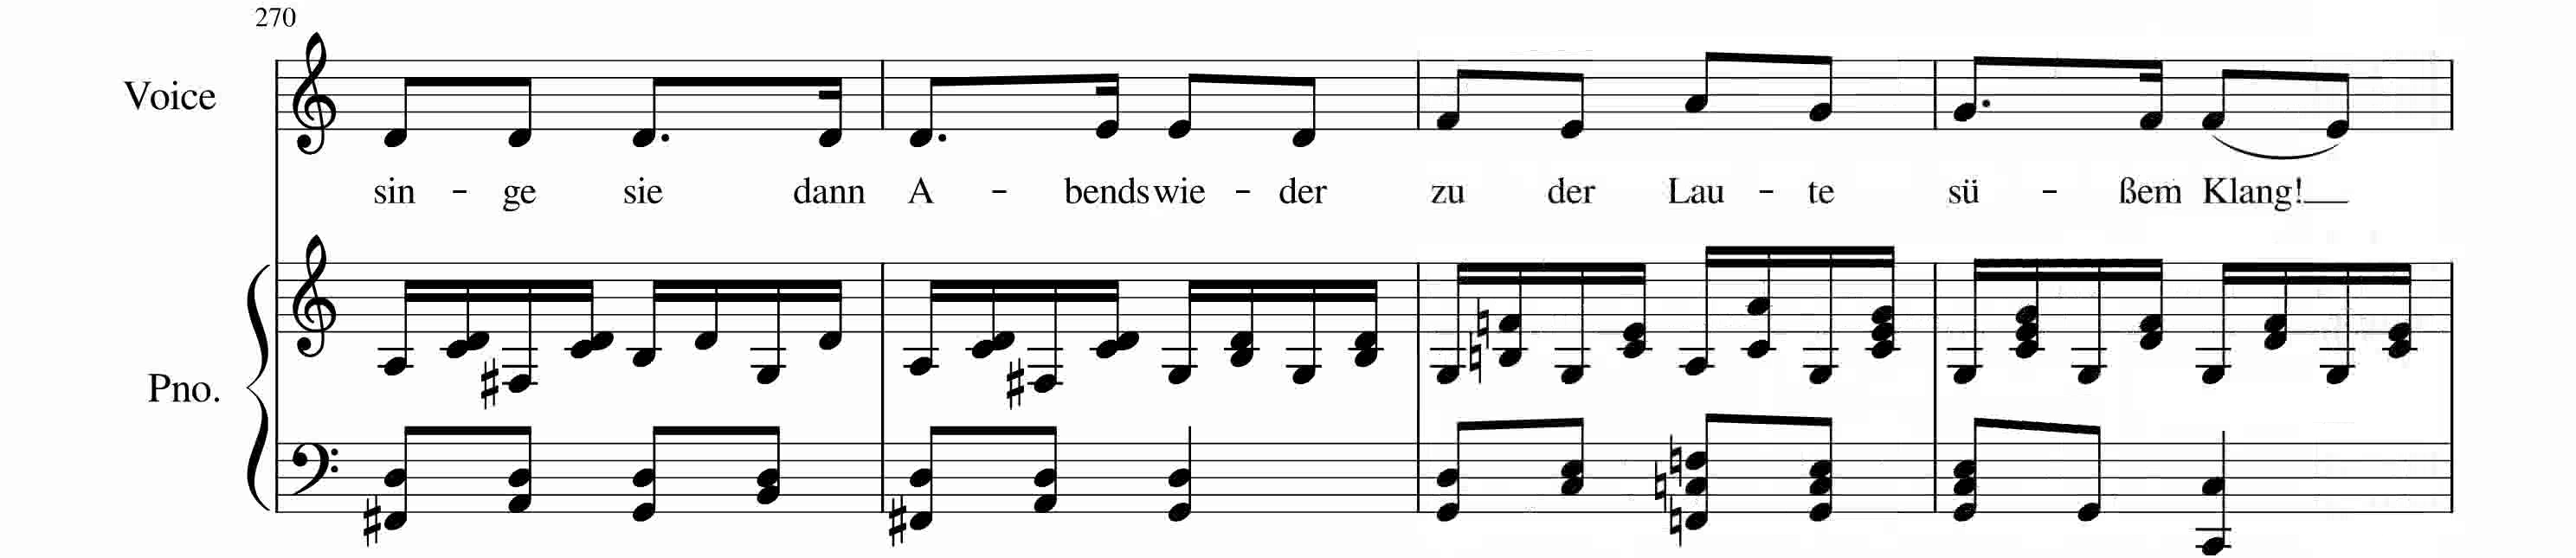 270
Voice
sin - ge sie dann A - bends wie - der zu der Lau - te sü - ßem Klang!
Pno.